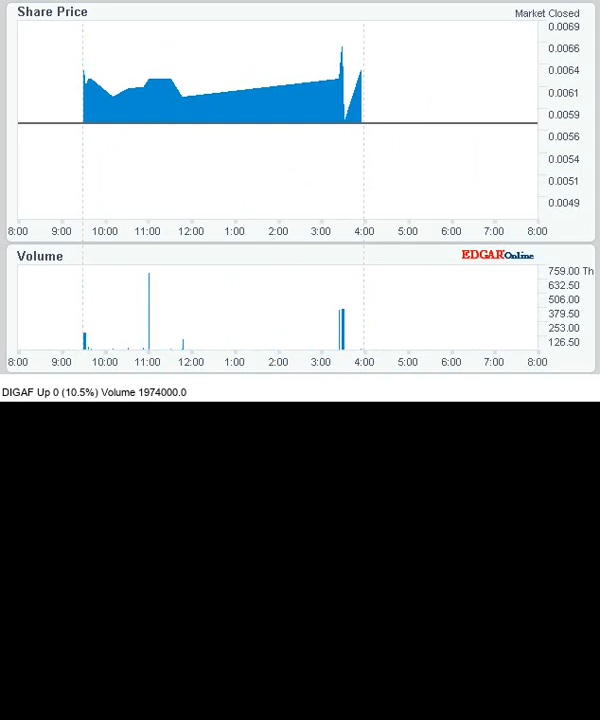 Share Price
Market Closed
0.0069
0.0066
0.0064
0.0061
0.0059
0.0056
0.0054
0.0051
0.0049
8:00 9:00 10:00 11:00 12:00 1:00 2:00 3:00 4:00 5:00 6:00 7:00 8:00
Volume
EDGAR Online
759.00 Th
632.50
506.00
379.50
253.00
126.50
8:00 9:00 10:00 11:00 12:00 1:00 2:00 3:00 4:00 5:00 6:00 7:00 8:00
DIGAF Up 0 (10.5%) Volume 1974000.0